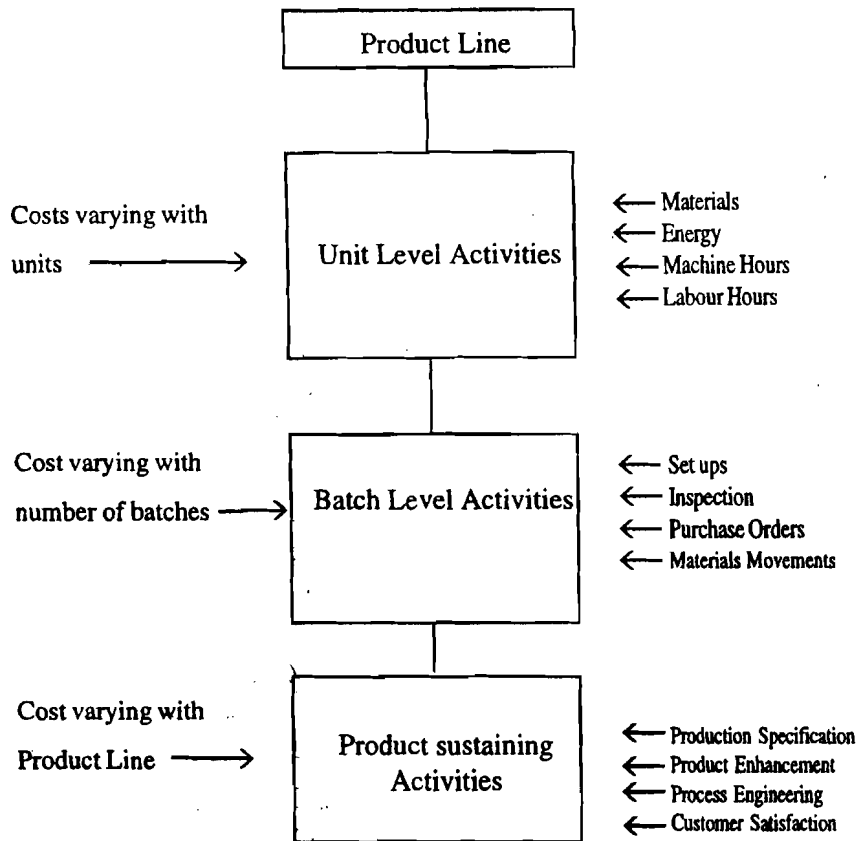 Product Line
Costs varying with
units
Unit Level Activities
Materials
Energy
Machine Hours
Labour Hours
Cost varying with
number of batches
Batch Level Activities
Set ups
Inspection
Purchase Orders
Materials Movements
Cost varying with
Product Line
Product sustaining
Activities
Production Specification
Product Enhancement
Process Engineering
Customer Satisfaction